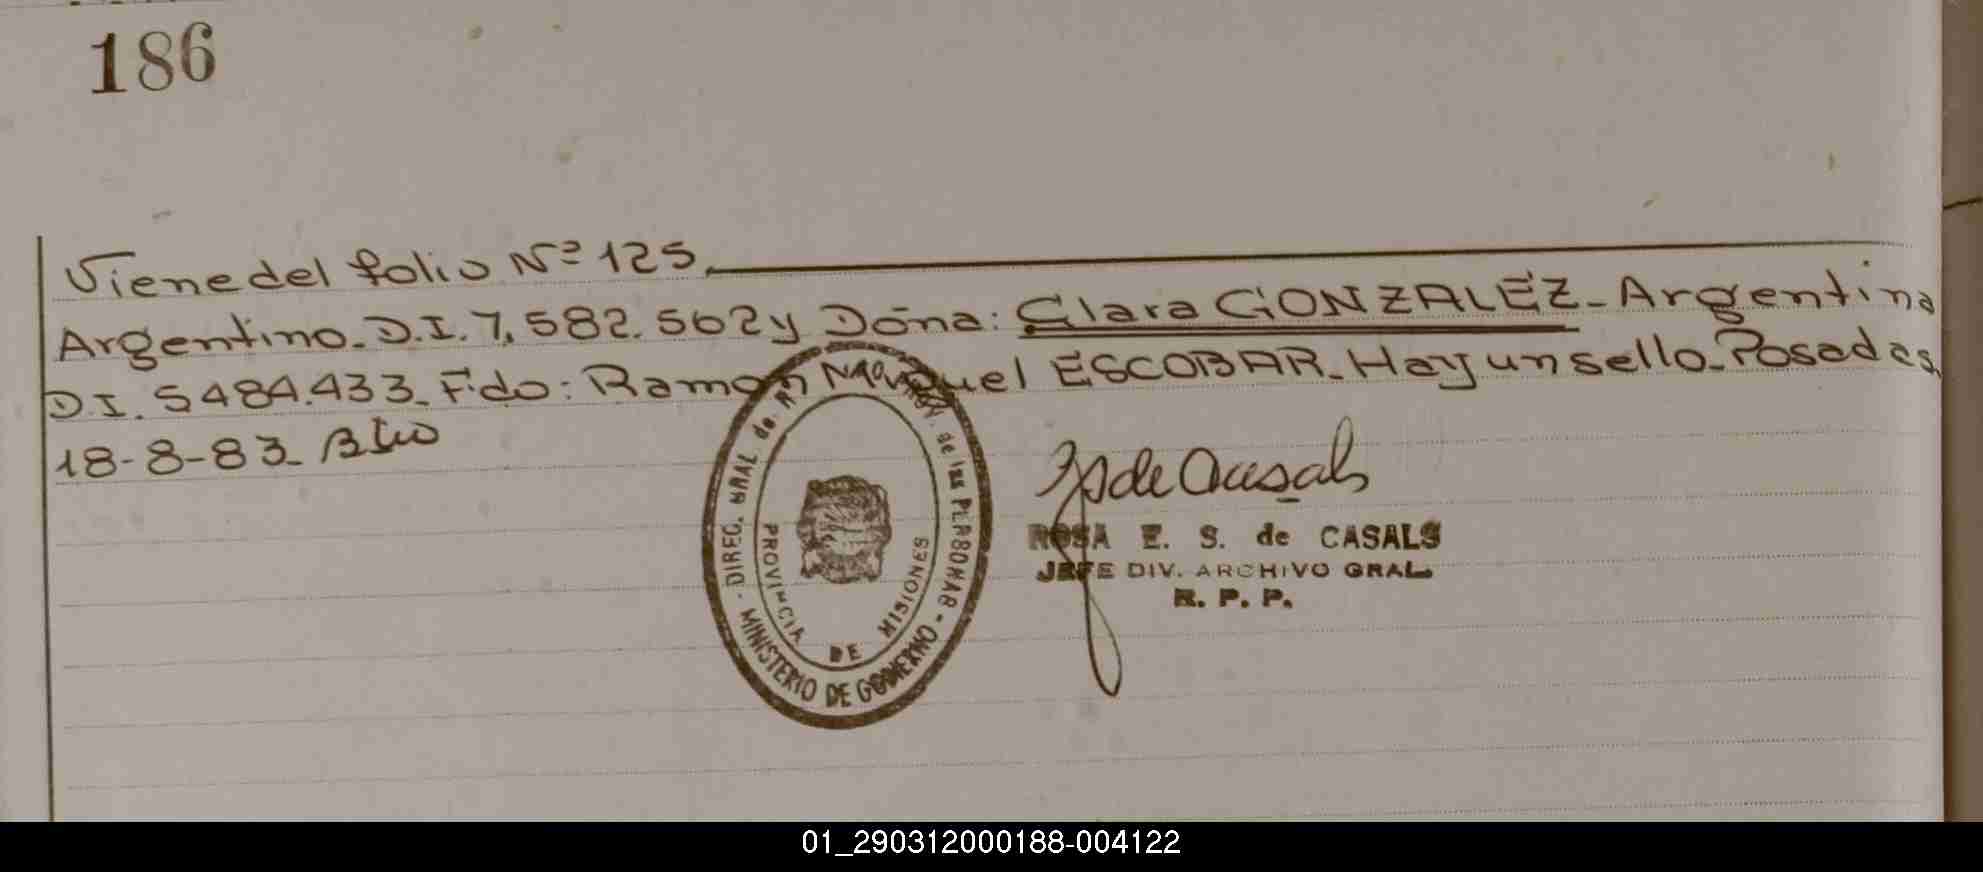 186
Viene del folio Nº 125
Argentino. D.I. 7.582.562 y Doña: Clara GONZALEZ - Argentina
D.I. 5484.433. Fdo: Ramon Miguel ESCOBAR. Hay un sello. Posadas,
18-8-83.
DIREC. GRAL de las PERSONAS - MINISTERIO DE GOBIERNO -
PROVINCIA DE MISIONES
de Casals
ROSA E. S. de CASALS
JEFE DIV. ARCHIVO GRAL.
R. P. P.
01_290312000188-004122